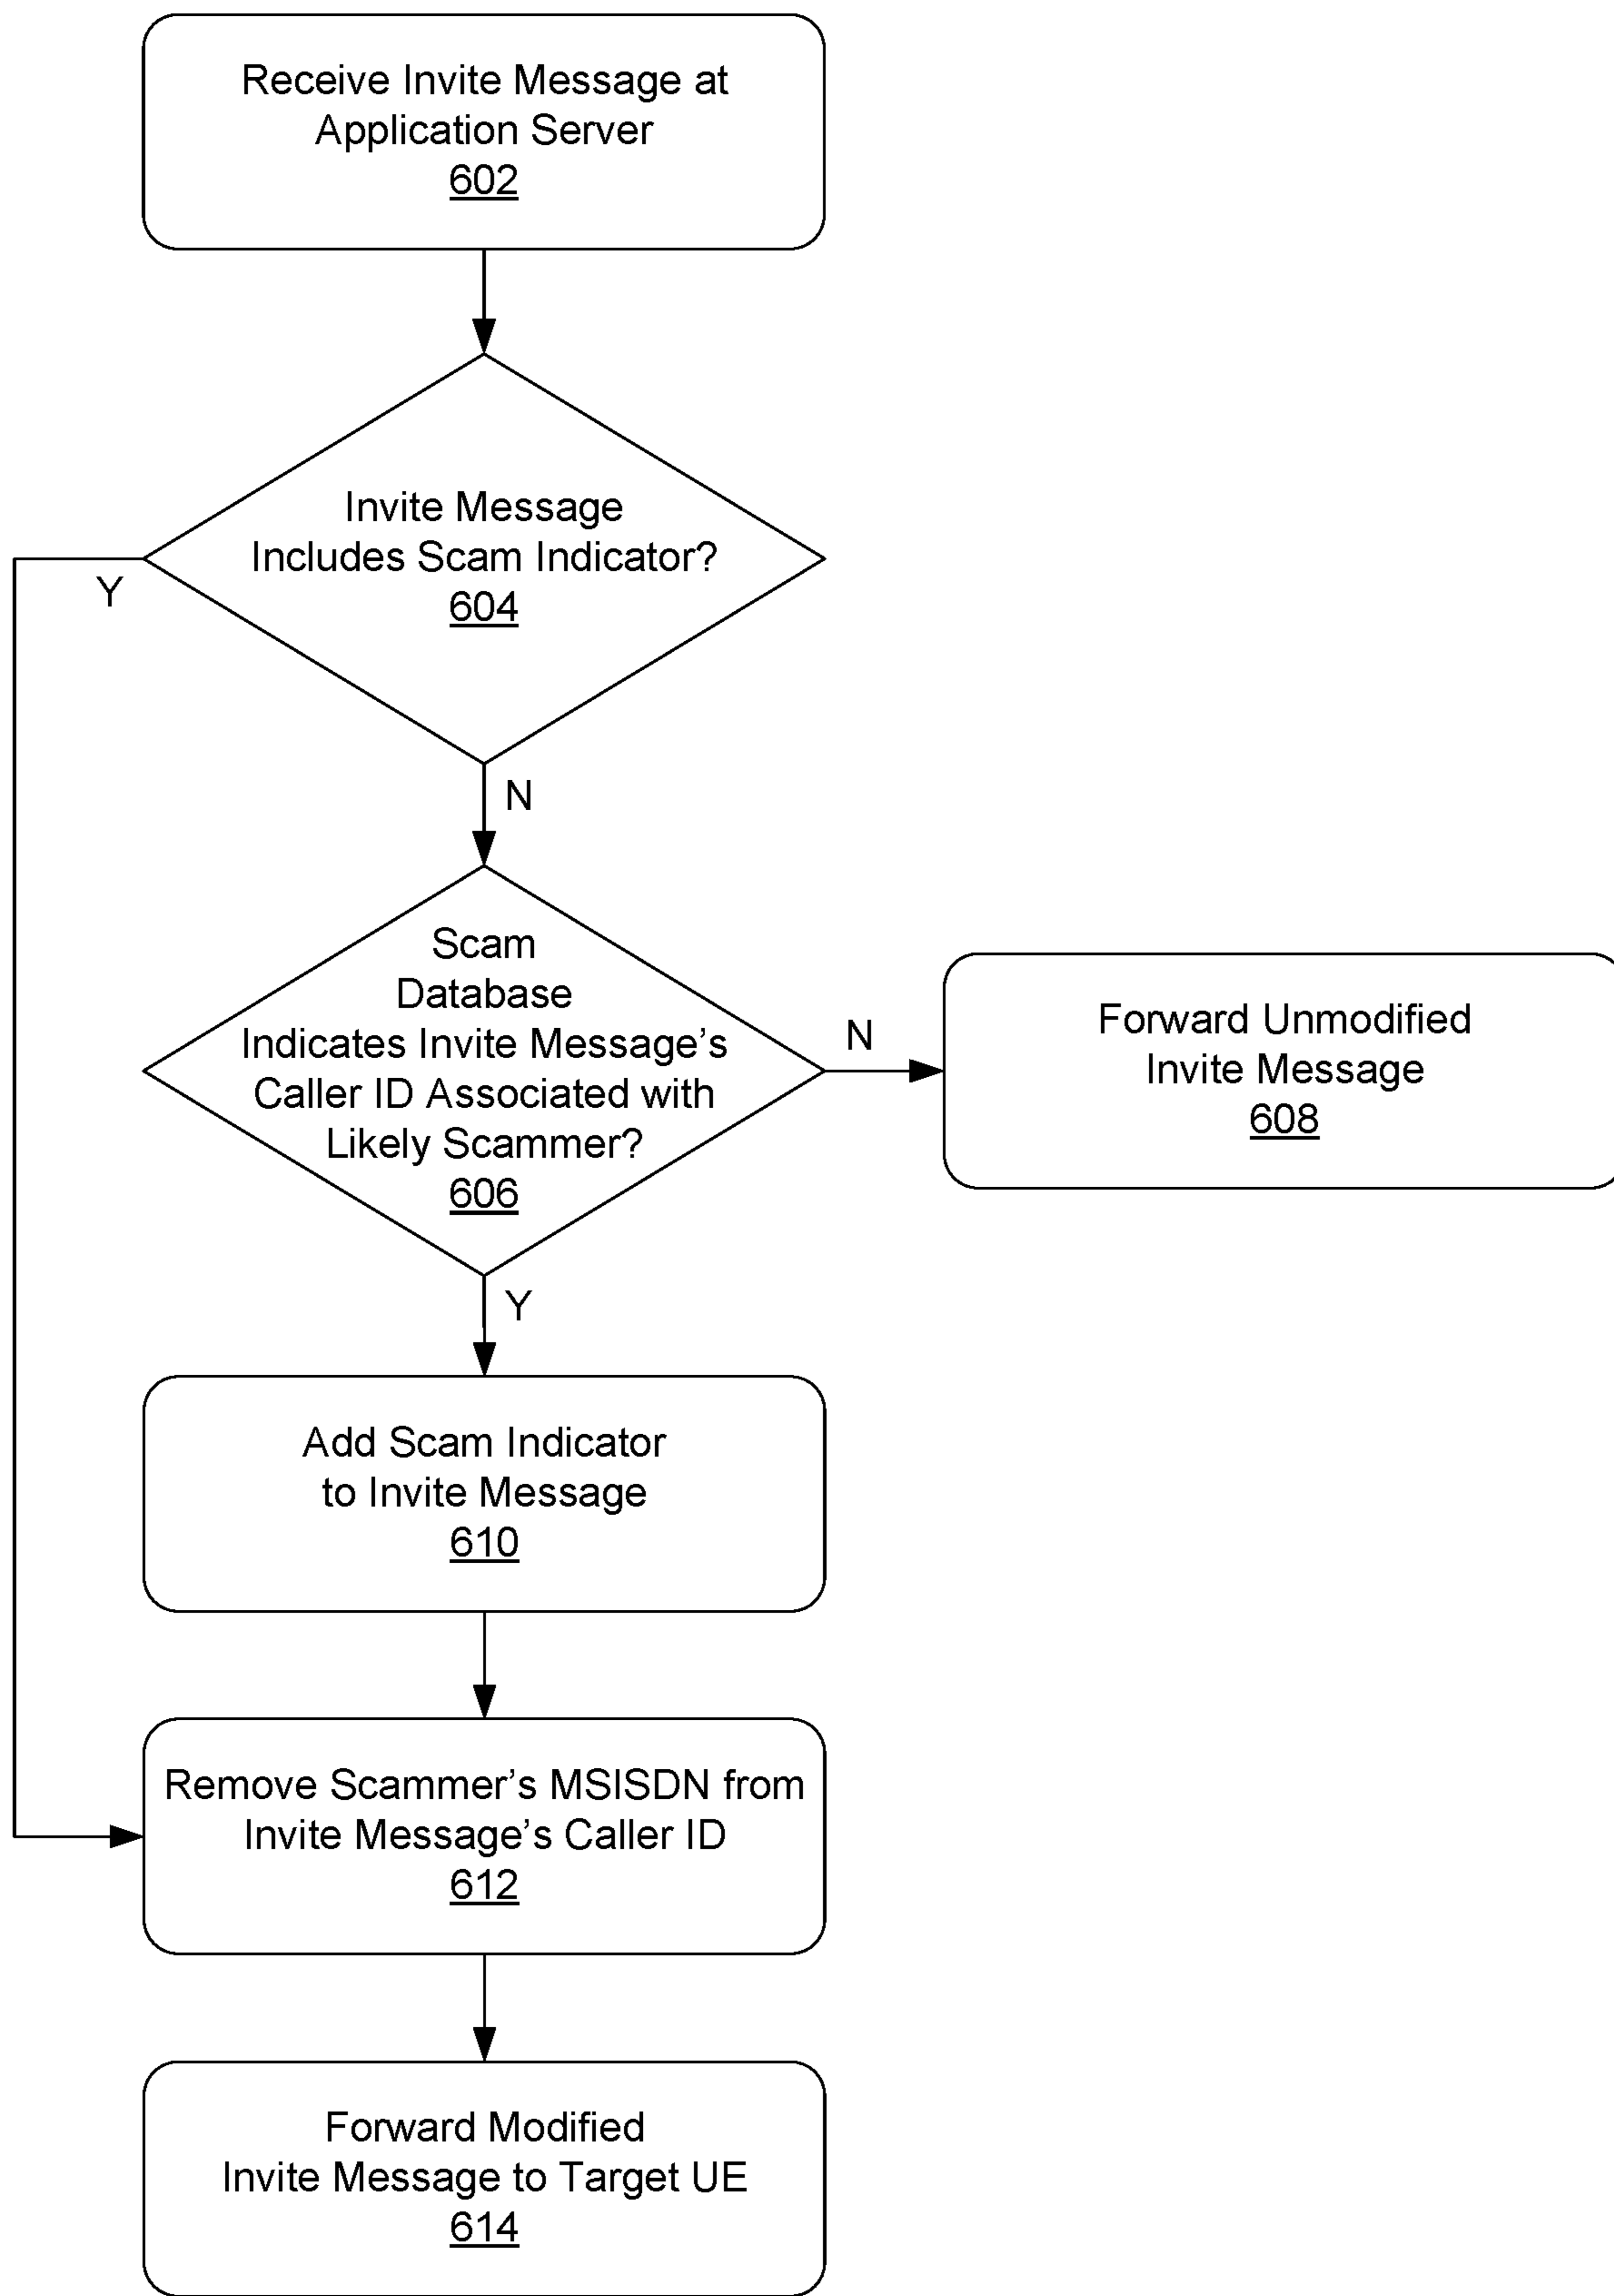 Receive Invite Message at
Application Server
602
Invite Message
Includes Scam Indicator?
604
Y
N
Scam
Database
Indicates Invite Message's
Caller ID Associated with
Likely Scammer?
606
N
Forward Unmodified
Invite Message
608
Y
Add Scam Indicator
to Invite Message
610
Remove Scammer's MSISDN from
Invite Message's Caller ID
612
Forward Modified
Invite Message to Target UE
614